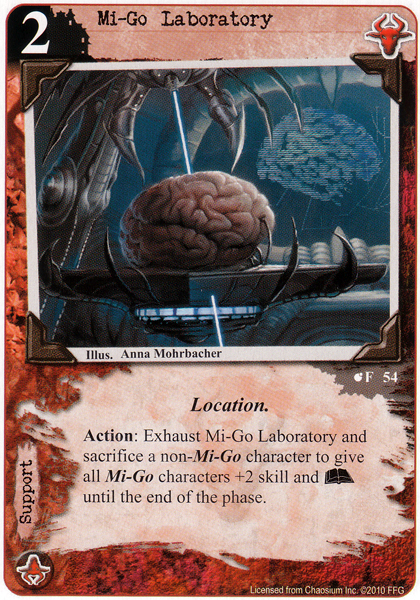 2
Mi-Go Laboratory
Illus. Anna Mohrbacher
F 54
Location.
Action: Exhaust Mi-Go Laboratory and
sacrifice a non-Mi-Go character to give
all Mi-Go characters +2 skill and
until the end of the phase.
Support
Licensed from Chaosium Inc. ©2010 FFG